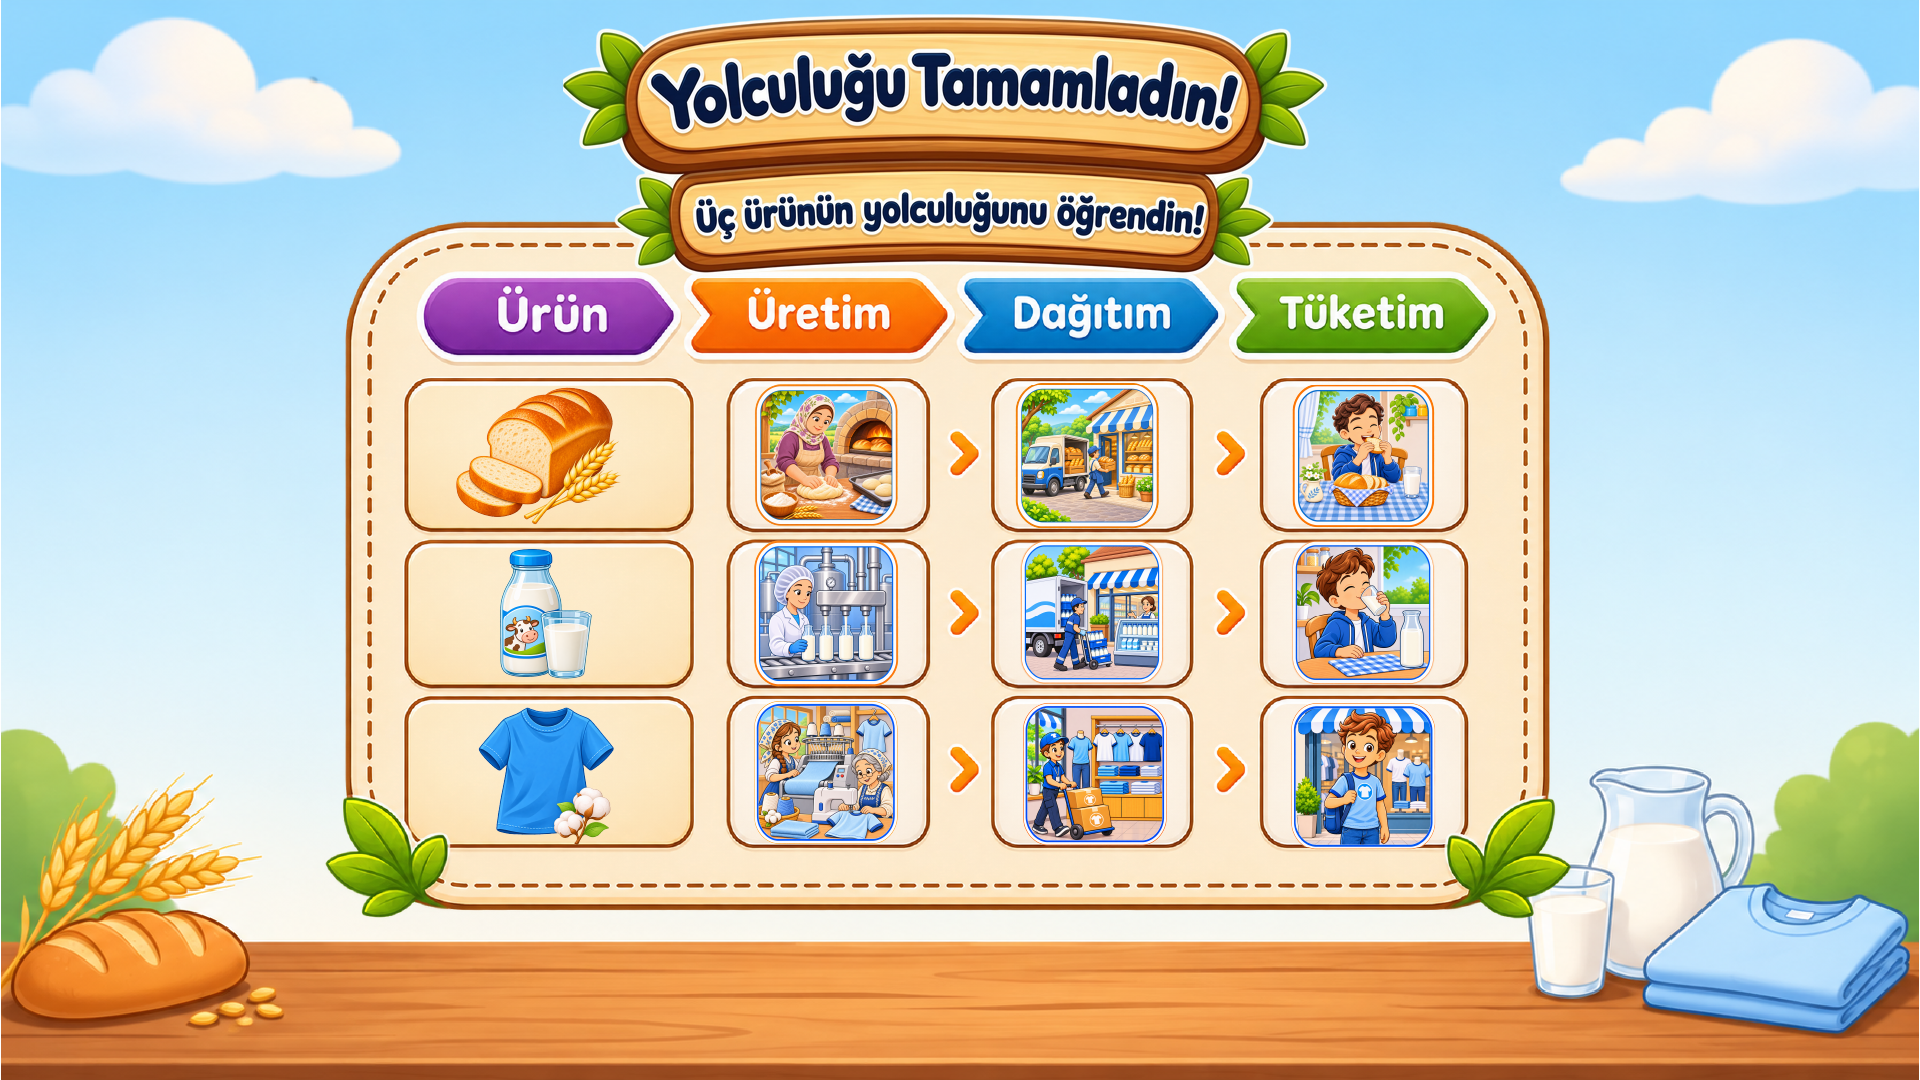 Yolculuğu Tamamladın!
Üç ürünün yolculuğunu öğrendin!
Ürün
Üretim
Dağıtım
Tüketim